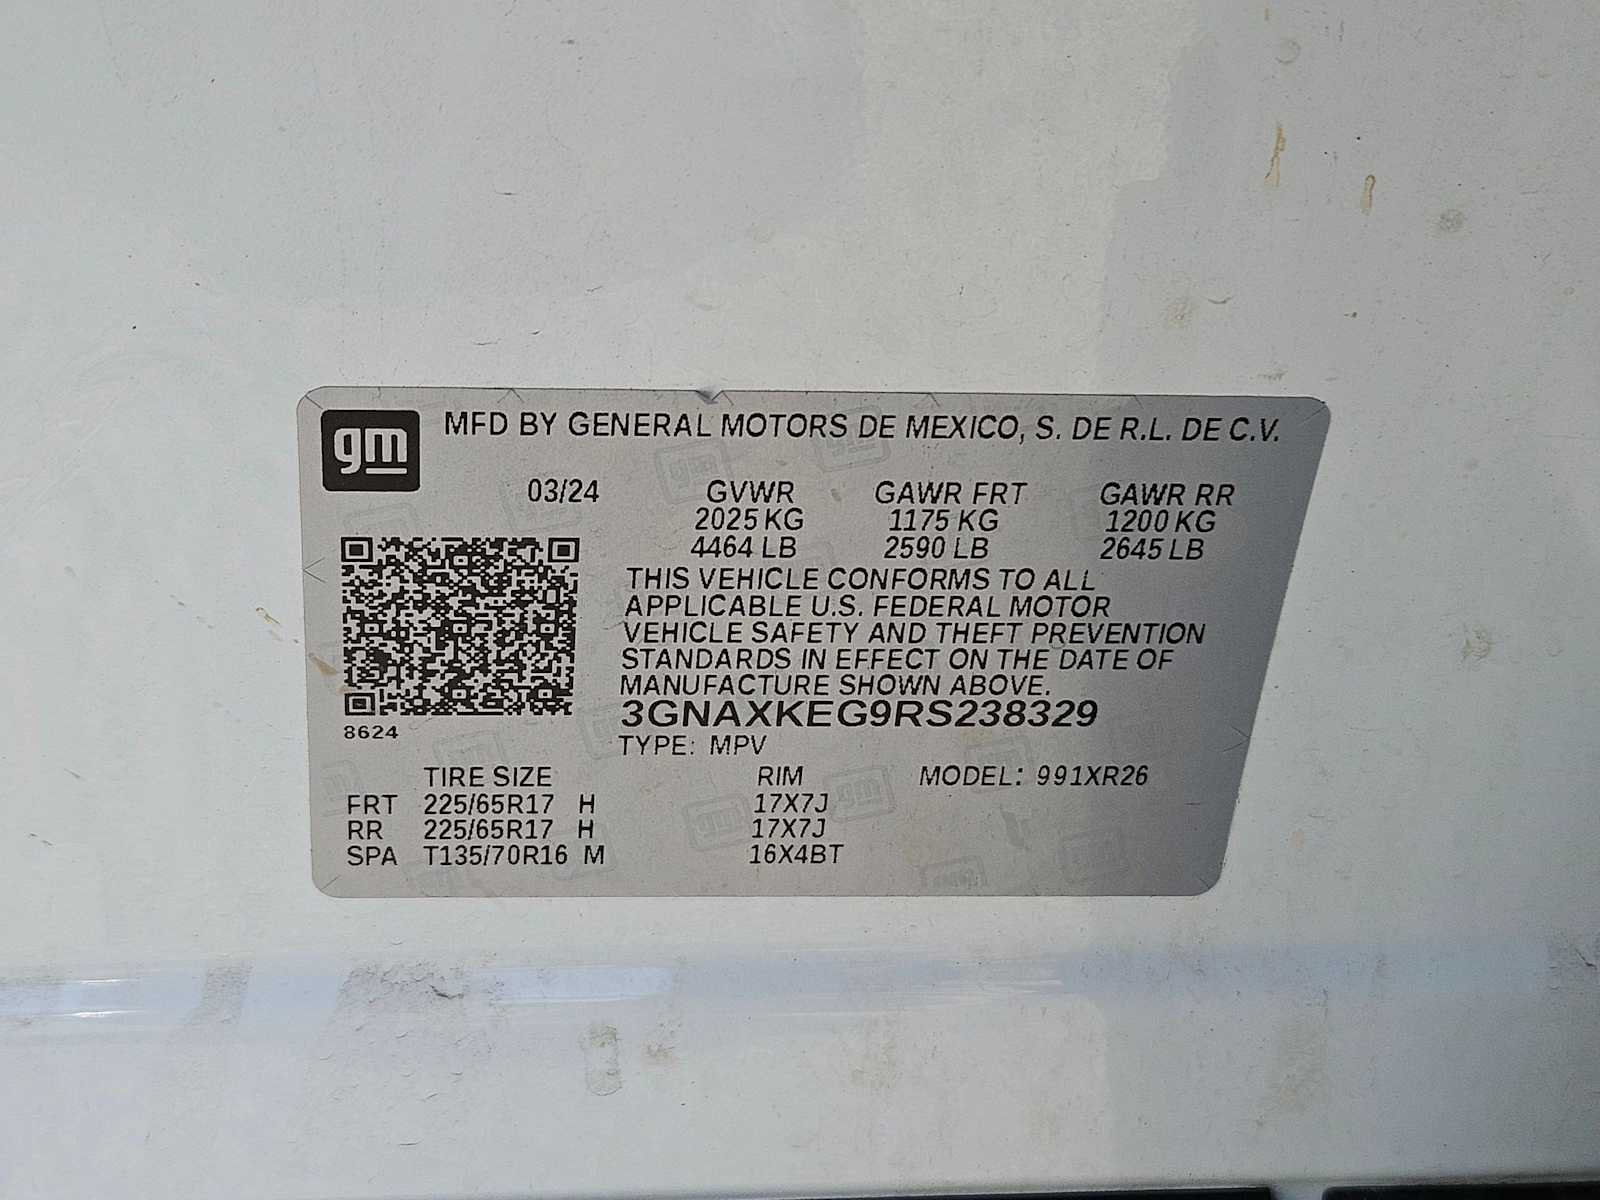 gm MFD BY GENERAL MOTORS DE MEXICO, S. DE R.L. DE C.V.
03/24 GVWR GAWR FRT GAWR RR
2025 KG 1175 KG 1200 KG
4464 LB 2590 LB 2645 LB
THIS VEHICLE CONFORMS TO ALL
APPLICABLE U.S. FEDERAL MOTOR
VEHICLE SAFETY AND THEFT PREVENTION
STANDARDS IN EFFECT ON THE DATE OF
MANUFACTURE SHOWN ABOVE.
3GNAXKEG9RS238329
8624
TYPE: MPV
TIRE SIZE RIM MODEL: 991XR26
FRT 225/65R17 H 17X7J
RR 225/65R17 H 17X7J
SPA T135/70R16 M 16X4BT